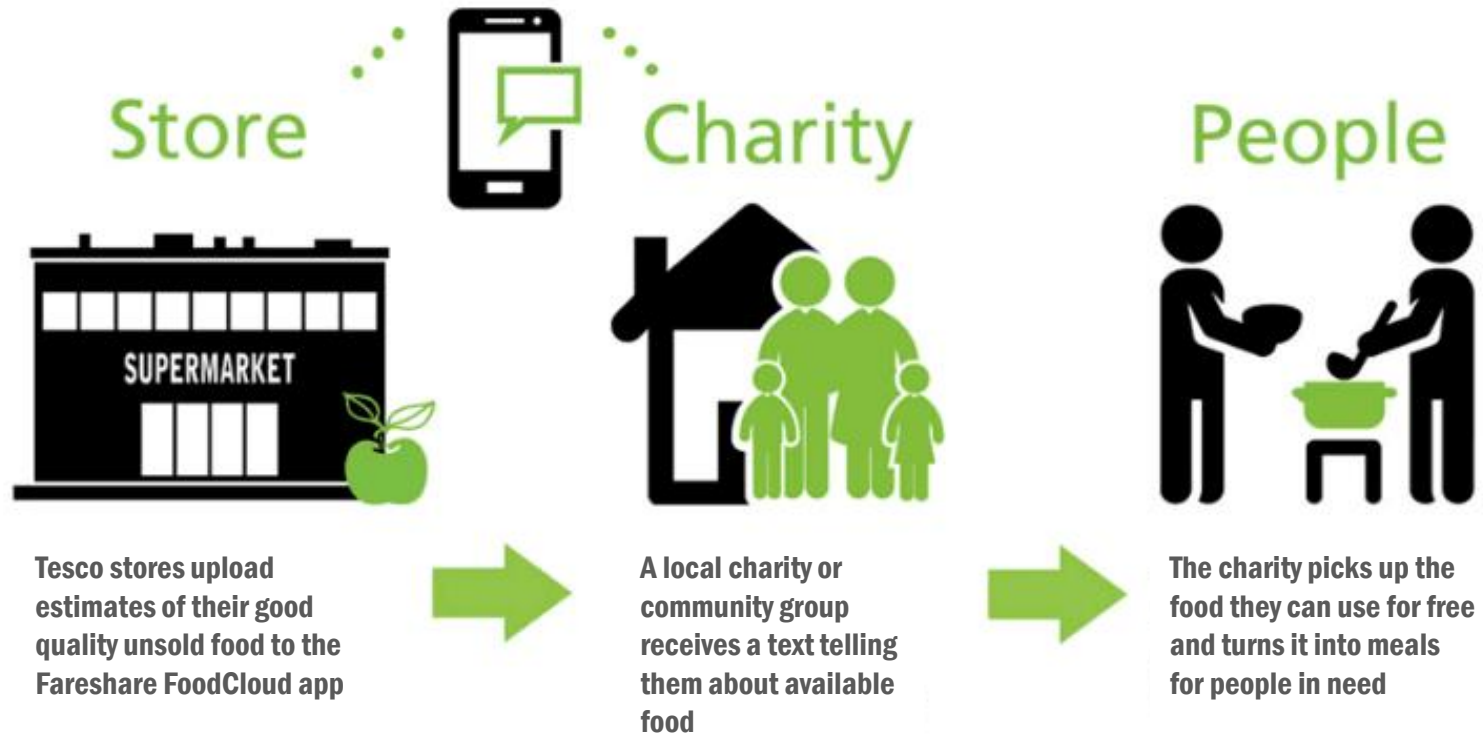 Store
Charity
People
SUPERMARKET
Tesco stores upload
estimates of their good
quality unsold food to the
Fareshare FoodCloud app
A local charity or
community group
receives a text telling
them about available
food
The charity picks up the
food they can use for free
and turns it into meals
for people in need